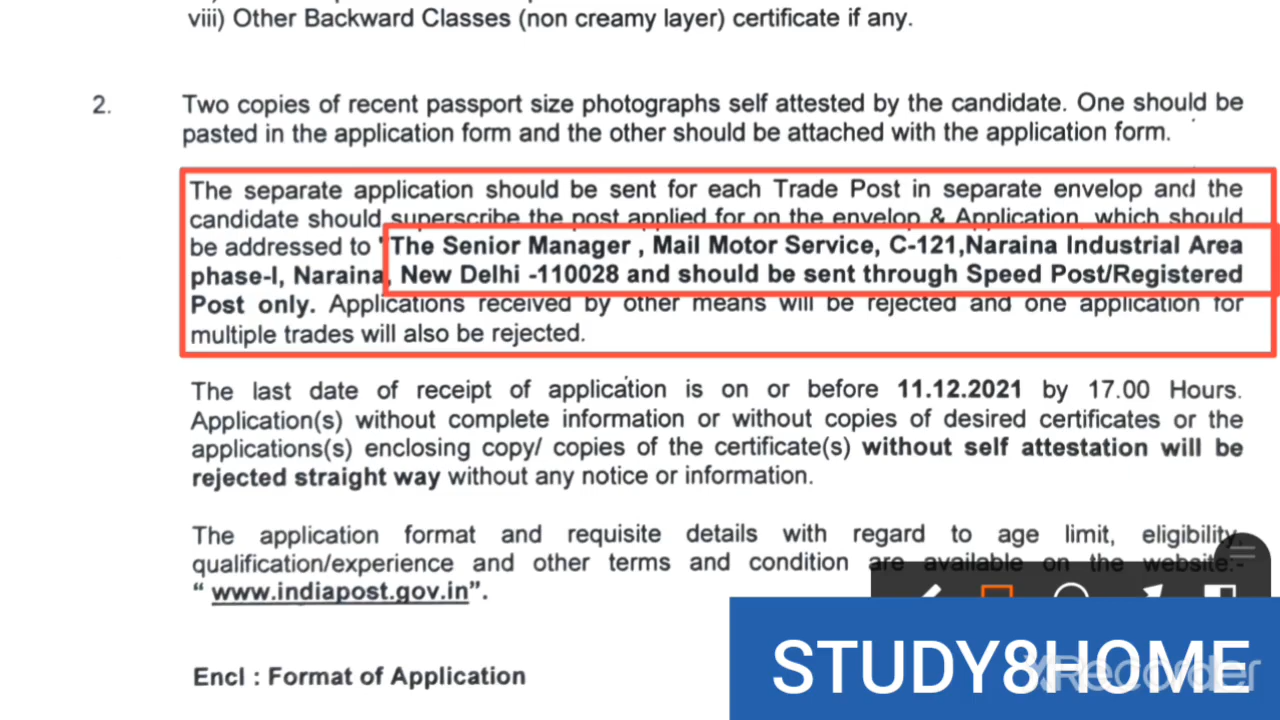 viii) Other Backward Classes (non creamy layer) certificate if any.
2. Two copies of recent passport size photographs self attested by the candidate. One should be
pasted in the application form and the other should be attached with the application form.
The separate application should be sent for each Trade Post in separate envelop and the
candidate should superscribe the post applied for on the envelop & Application, which should
be addressed to "The Senior Manager , Mail Motor Service, C-121,Naraina Industrial Area
phase-I, Naraina, New Delhi -110028 and should be sent through Speed Post/Registered
Post only. Applications received by other means will be rejected and one application for
multiple trades will also be rejected.
The last date of receipt of application is on or before 11.12.2021 by 17.00 Hours.
Application(s) without complete information or without copies of desired certificates or the
applications(s) enclosing copy/ copies of the certificate(s) without self attestation will be
rejected straight way without any notice or information.
The application format and requisite details with regard to age limit, eligibility,
qualification/experience and other terms and condition are available on the website:-
“ www.indiapost.gov.in”.
Encl : Format of Application
STUDY8HOME
XRecorder